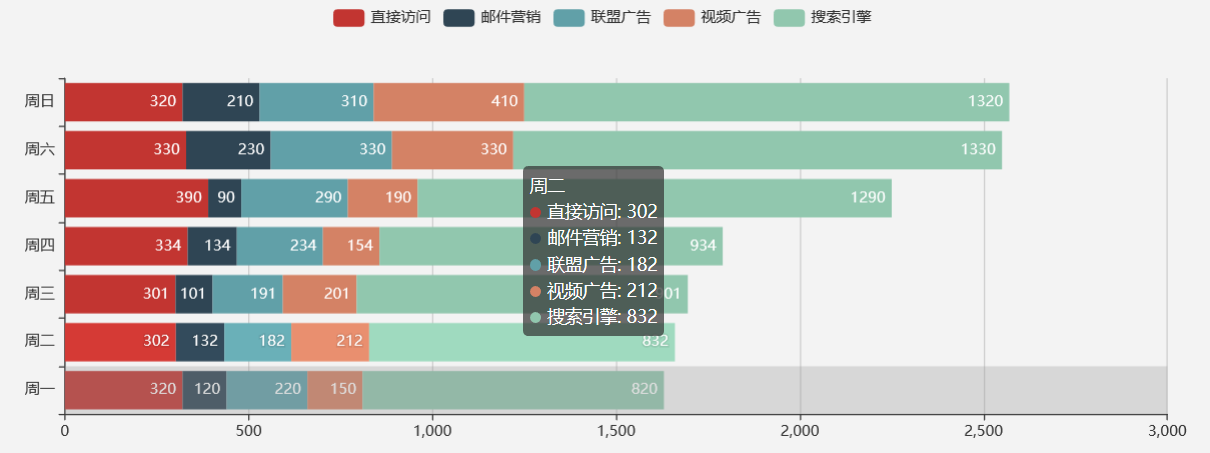 直接访问 邮件营销 联盟广告 视频广告 搜索引擎
周日 320 210 310 410 1320
周六 330 230 330 330 1330
周五 390 90 290 190 1290
周四 334 134 234 154 934
周三 301 101 191 201
周二 302 132 182 212 832
周一 320 120 220 150 820
0 500 1,000 1,500 2,000 2,500 3,000
周二
直接访问: 302
邮件营销: 132
联盟广告: 182
视频广告: 212
搜索引擎: 832